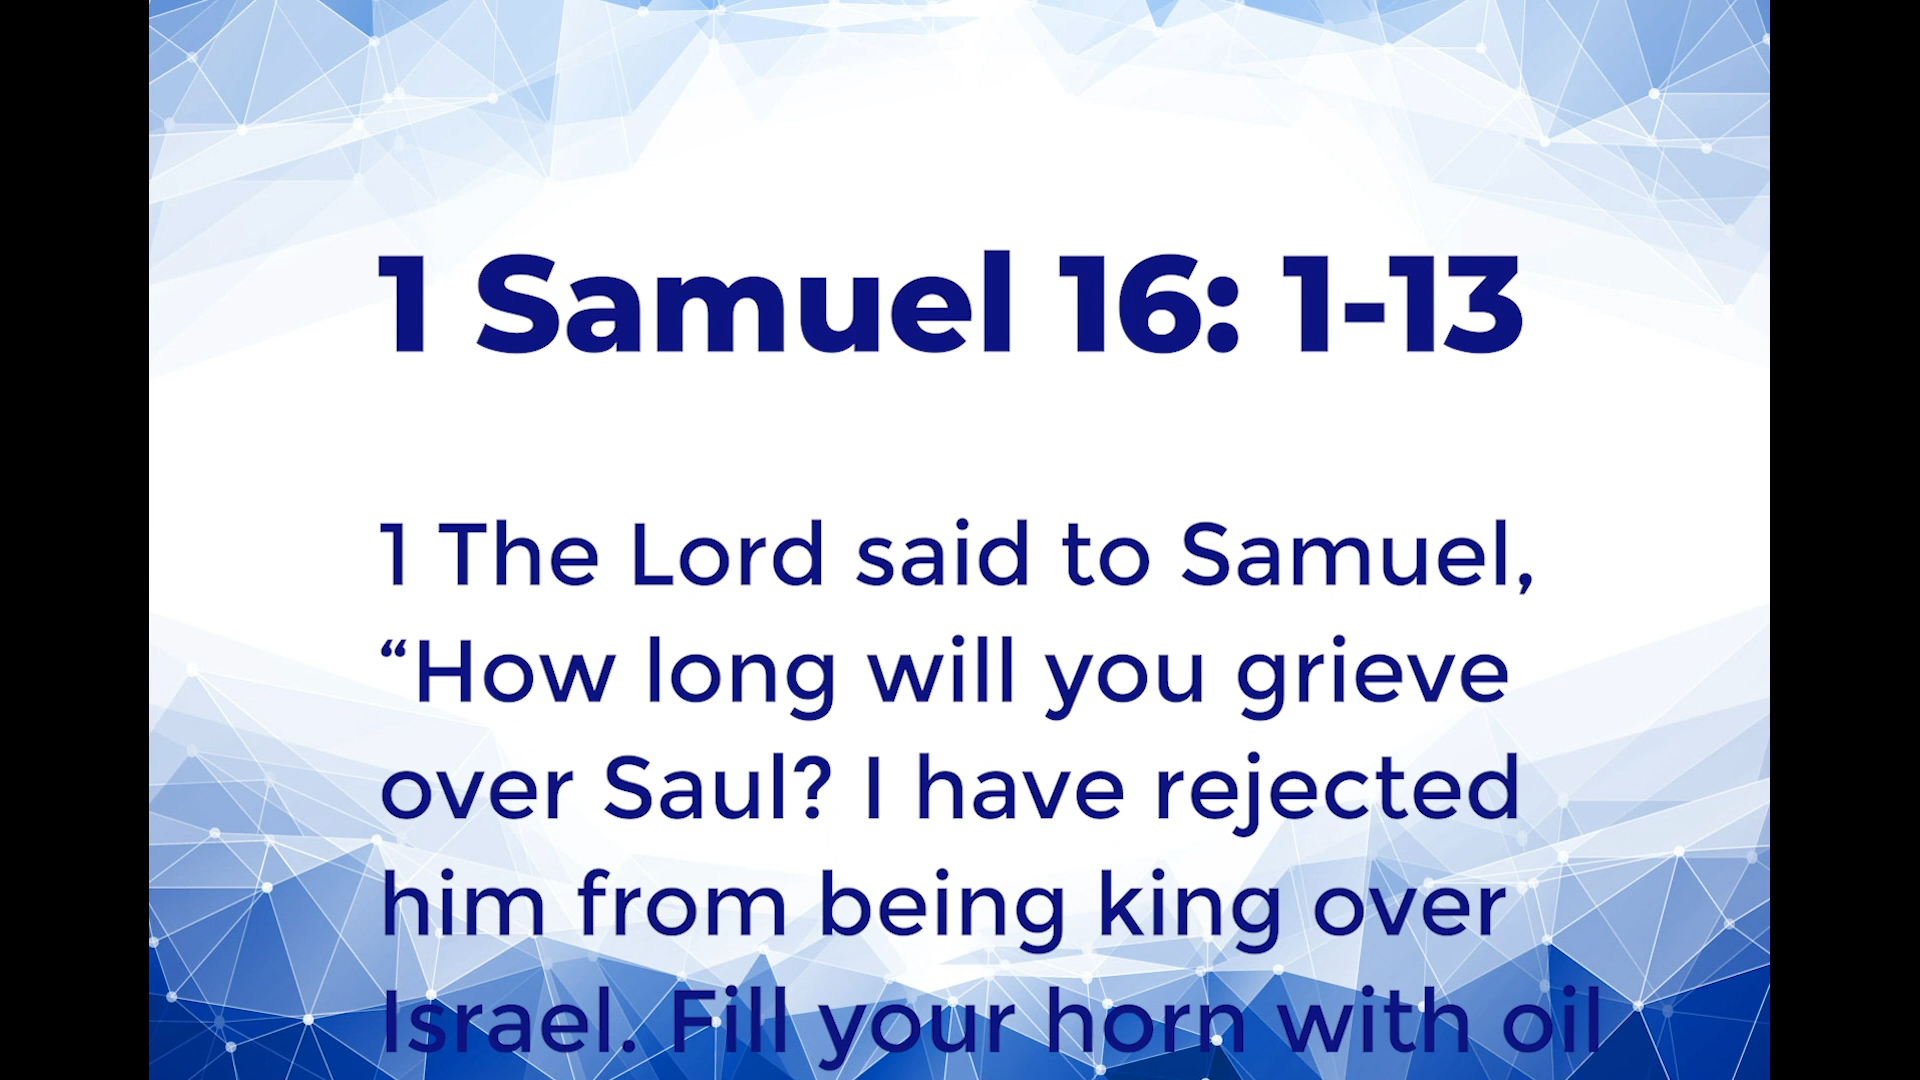 1 Samuel 16: 1-13
1 The Lord said to Samuel,
“How long will you grieve
over Saul? I have rejected
him from being king over
Israel. Fill your horn with oil